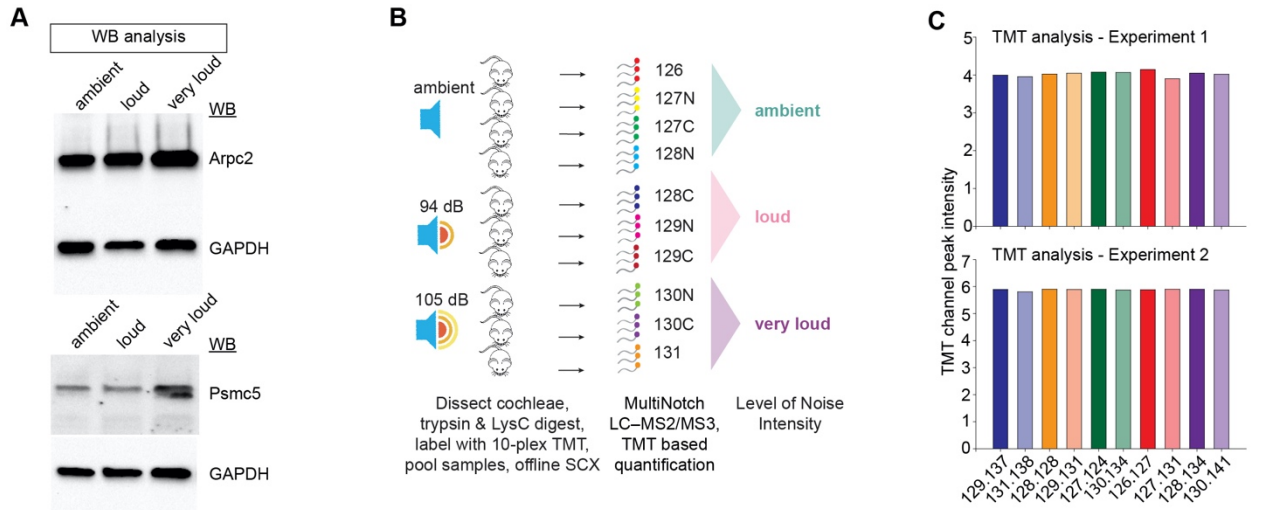 A
WB analysis
ambient
loud
very loud
WB
Arpc2
GAPDH
ambient
loud
very loud
WB
Psmc5
GAPDH
B
ambient
94 dB
105 dB
126
127N
127C
128N
128C
129N
129C
130N
130C
131
ambient
loud
very loud
Dissect cochleae,
trypsin & LysC digest,
label with 10-plex TMT,
pool samples, offline SCX
MultiNotch
LC–MS2/MS3,
TMT based
quantification
Level of Noise
Intensity
C
TMT analysis - Experiment 1
5
4
3
2
1
0
TMT channel peak intensity
TMT analysis - Experiment 2
7
6
5
4
3
2
1
0
129.137
131.138
128.128
129.131
127.124
130.134
126.127
127.131
128.134
130.141